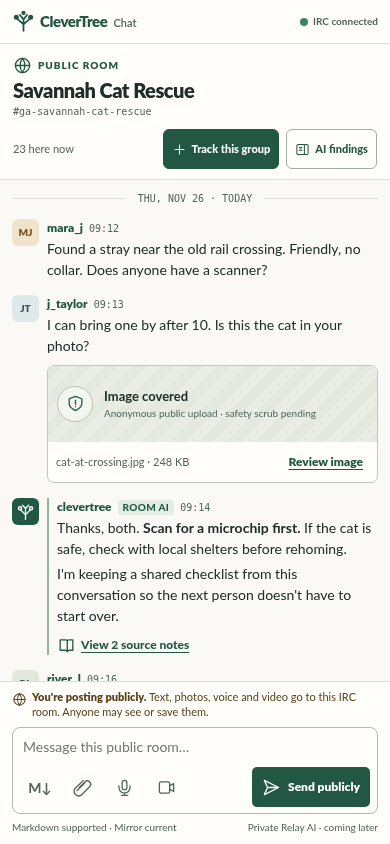 CleverTree Chat
IRC connected
PUBLIC ROOM
Savannah Cat Rescue
#ga-savannah-cat-rescue
23 here now
Track this group
AI findings
THU, NOV 26 · TODAY
MJ
mara_j 09:12
Found a stray near the old rail crossing. Friendly, no
collar. Does anyone have a scanner?
JT
j_taylor 09:13
I can bring one by after 10. Is this the cat in your
photo?
Image covered
Anonymous public upload · safety scrub pending
cat-at-crossing.jpg · 248 KB
Review image
clevertree ROOM AI 09:14
Thanks, both. Scan for a microchip first. If the cat is
safe, check with local shelters before rehoming.
I'm keeping a shared checklist from this
conversation so the next person doesn't have to
start over.
View 2 source notes
river_l 09:16
You're posting publicly. Text, photos, voice and video go to this IRC
room. Anyone may see or save them.
Message this public room…
M↓
Send publicly
Markdown supported · Mirror current
Private Relay AI · coming later